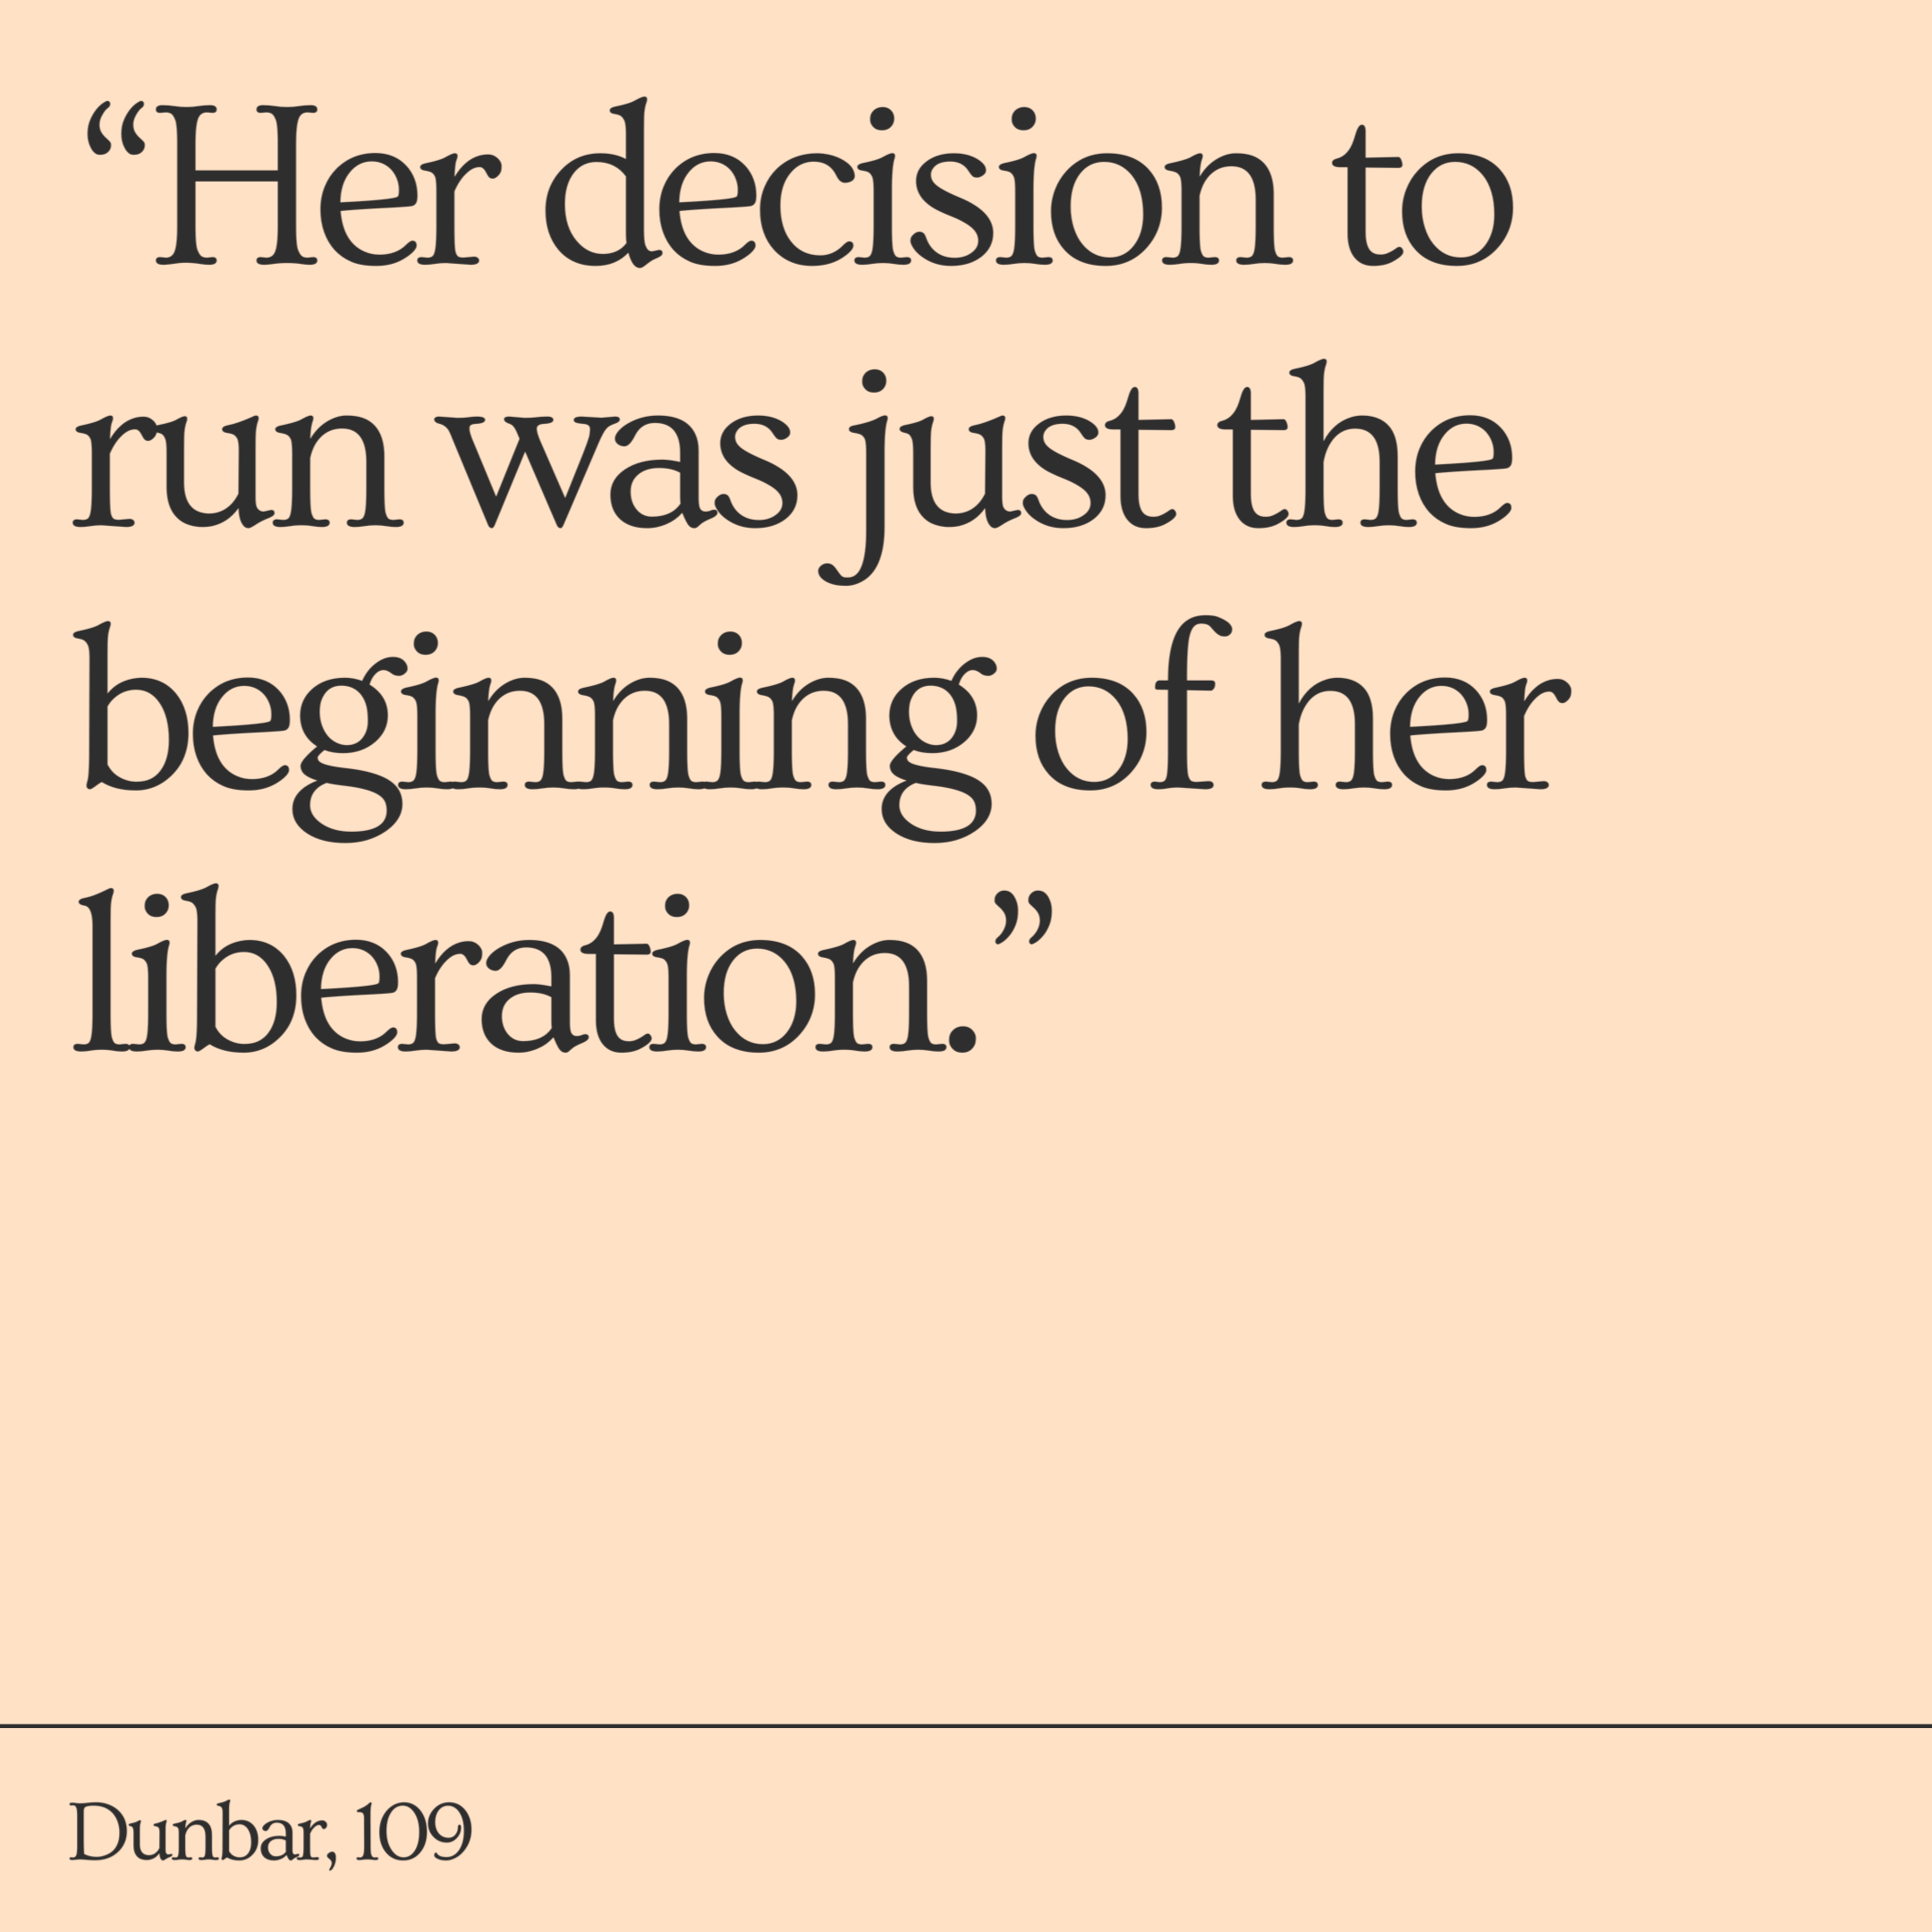 “Her decision to
run was just the
beginning of her
liberation.”
Dunbar, 109